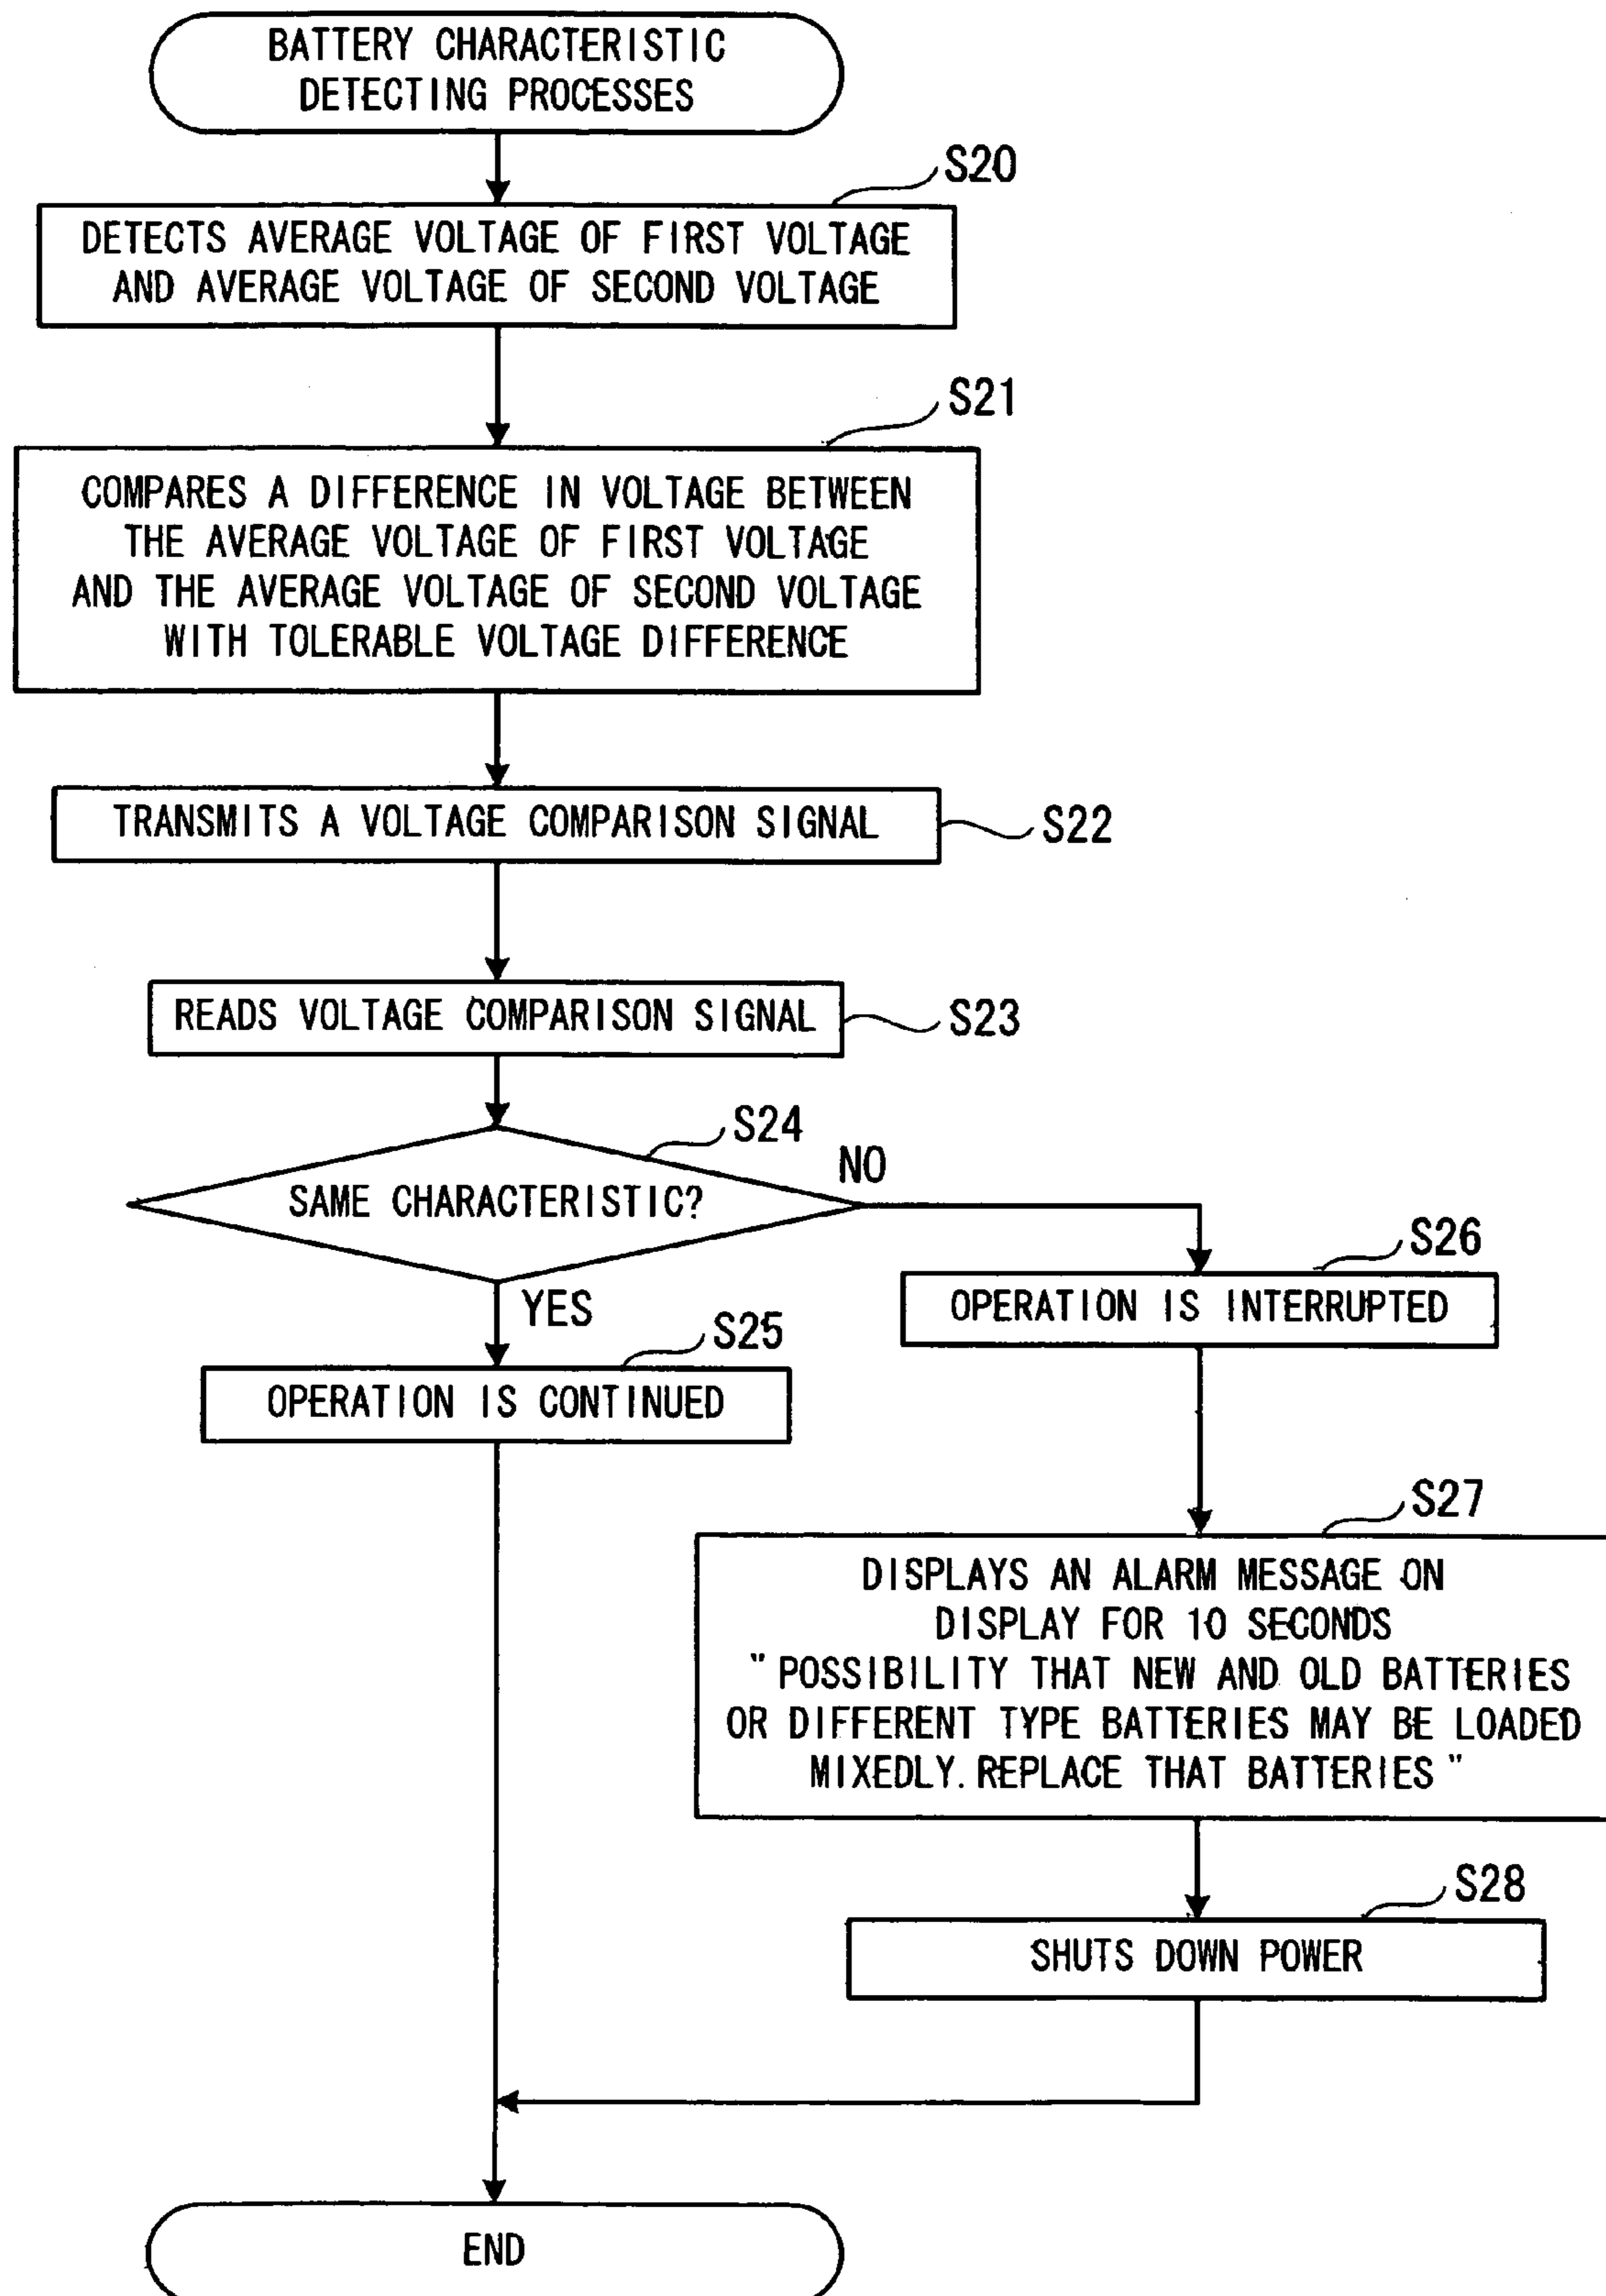 BATTERY CHARACTERISTIC
DETECTING PROCESSES
S20
DETECTS AVERAGE VOLTAGE OF FIRST VOLTAGE
AND AVERAGE VOLTAGE OF SECOND VOLTAGE
S21
COMPARES A DIFFERENCE IN VOLTAGE BETWEEN
THE AVERAGE VOLTAGE OF FIRST VOLTAGE
AND THE AVERAGE VOLTAGE OF SECOND VOLTAGE
WITH TOLERABLE VOLTAGE DIFFERENCE
TRANSMITS A VOLTAGE COMPARISON SIGNAL
S22
READS VOLTAGE COMPARISON SIGNAL
S23
S24
SAME CHARACTERISTIC?
NO
YES
S25
OPERATION IS CONTINUED
S26
OPERATION IS INTERRUPTED
S27
DISPLAYS AN ALARM MESSAGE ON
DISPLAY FOR 10 SECONDS
"POSSIBILITY THAT NEW AND OLD BATTERIES
OR DIFFERENT TYPE BATTERIES MAY BE LOADED
MIXEDLY. REPLACE THAT BATTERIES"
S28
SHUTS DOWN POWER
END